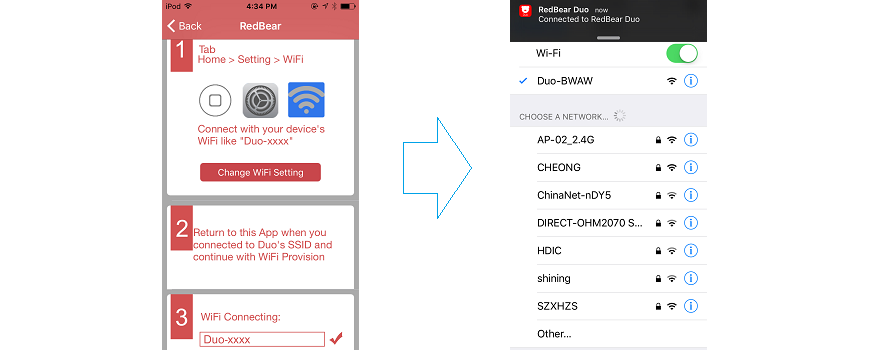 iPod 4:34 PM
Back RedBear
1
Tab
Home > Setting > WiFi
Connect with your device's
WiFi like "Duo-xxxx"
Change WiFi Setting
2
Return to this App when you
connected to Duo's SSID and
continue with WiFi Provision
3
WiFi Connecting:
Duo-xxxx
RedBear Duo now
Connected to RedBear Duo
Wi-Fi
Duo-BWAW
CHOOSE A NETWORK...
AP-02_2.4G
CHEONG
ChinaNet-nDY5
DIRECT-OHM2070 S...
HDIC
shining
SZXHZS
Other...